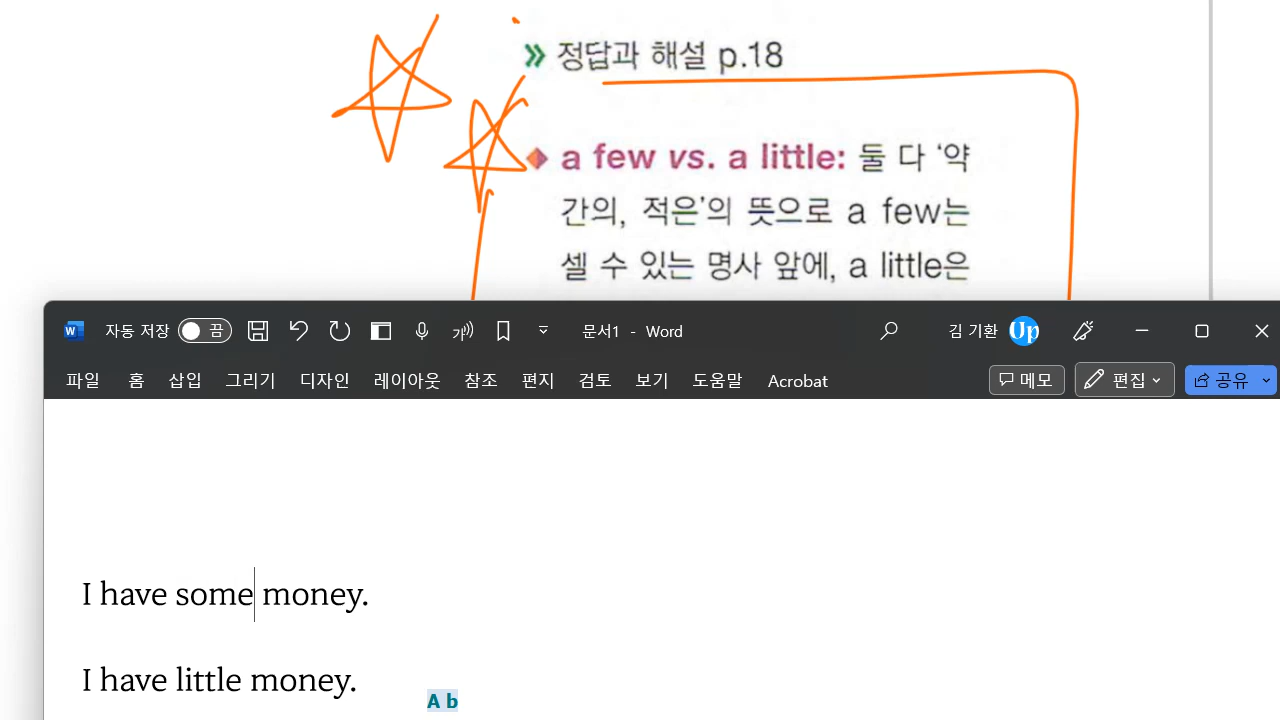 » 정답과 해설 p.18
◆ a few vs. a little: 둘 다 ‘약
간의, 적은’의 뜻으로 a few는
셀 수 있는 명사 앞에, a little은
자동 저장 끔 가 문서1 - Word 김 기환 Up
파일 홈 삽입 그리기 디자인 레이아웃 참조 편지 검토 보기 도움말 Acrobat 메모 편집 공유
I have some money.
I have little money.
A b